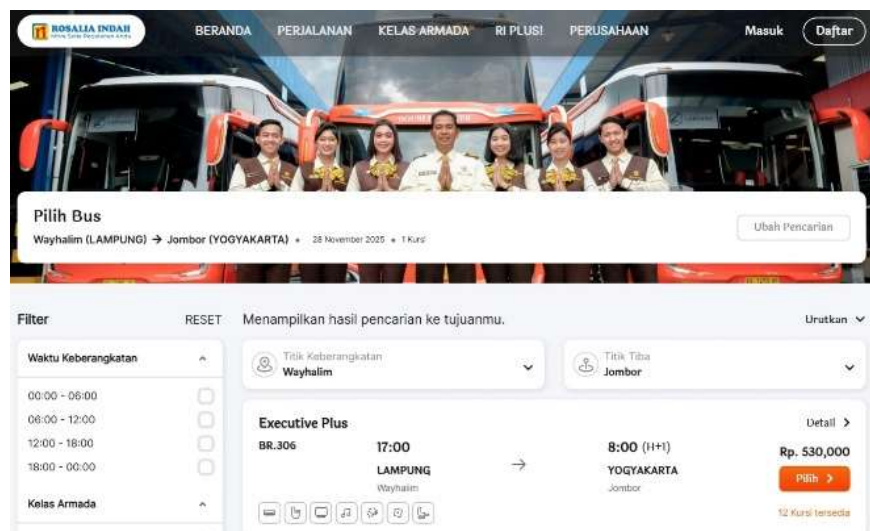 ROSALIA INDAH
BERANDA PERJALANAN KELAS ARMADA RI PLUS! PERUSAHAAN Masuk Daftar
Pilih Bus
Wayhalim (LAMPUNG) → Jombor (YOGYAKARTA) • 28 November 2025 • 1 Kursi
Ubah Pencarian
Filter RESET
Menampilkan hasil pencarian ke tujuanmu.
Urutkan
Waktu Keberangkatan
00:00 - 06:00
06:00 - 12:00
12:00 - 18:00
18:00 - 00:00
Kelas Armada
Titik Keberangkatan
Wayhalim
Titik Tiba
Jombor
Executive Plus
Detail
BR.306
17:00
LAMPUNG
Wayhalim
→
8:00 (H+1)
YOGYAKARTA
Jombor
Rp. 530,000
Pilih
12 Kursi tersedia